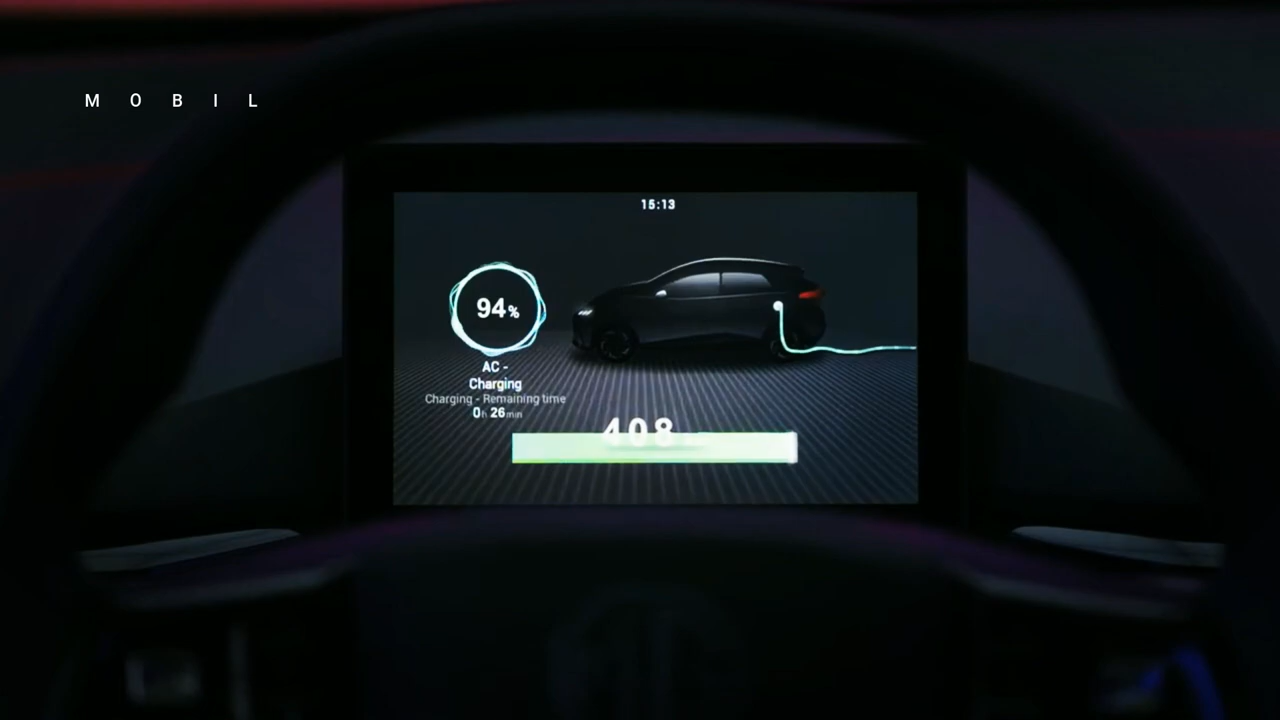 M O B I L
15:13
94%
AC -
Charging
Charging - Remaining time
0h 26min
408